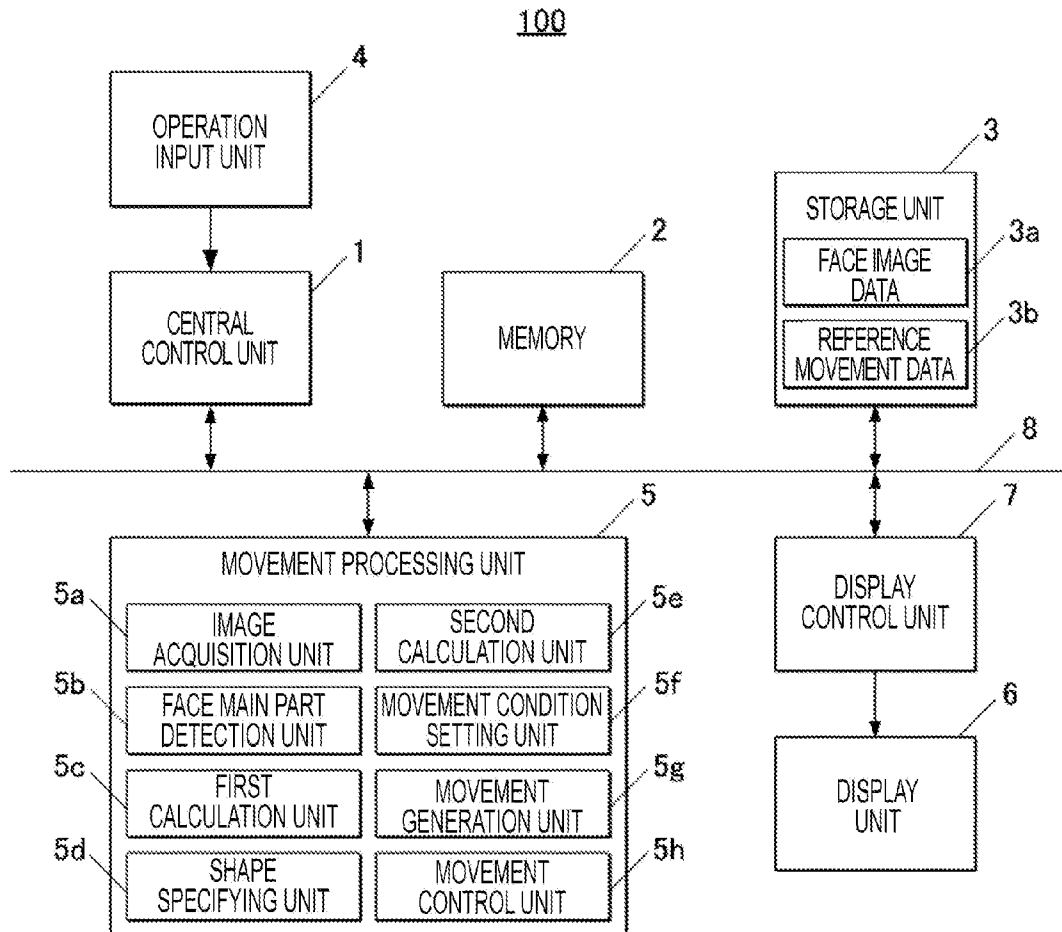 100
4
OPERATION
INPUT UNIT
1
CENTRAL
CONTROL UNIT
2
MEMORY
3
STORAGE UNIT
3a
FACE IMAGE
DATA
3b
REFERENCE
MOVEMENT DATA
8
5
MOVEMENT PROCESSING UNIT
5a
IMAGE
ACQUISITION UNIT
5b
FACE MAIN PART
DETECTION UNIT
5c
FIRST
CALCULATION UNIT
5d
SHAPE
SPECIFYING UNIT
5e
SECOND
CALCULATION UNIT
5f
MOVEMENT CONDITION
SETTING UNIT
5g
MOVEMENT
GENERATION UNIT
5h
MOVEMENT
CONTROL UNIT
7
DISPLAY
CONTROL UNIT
6
DISPLAY
UNIT